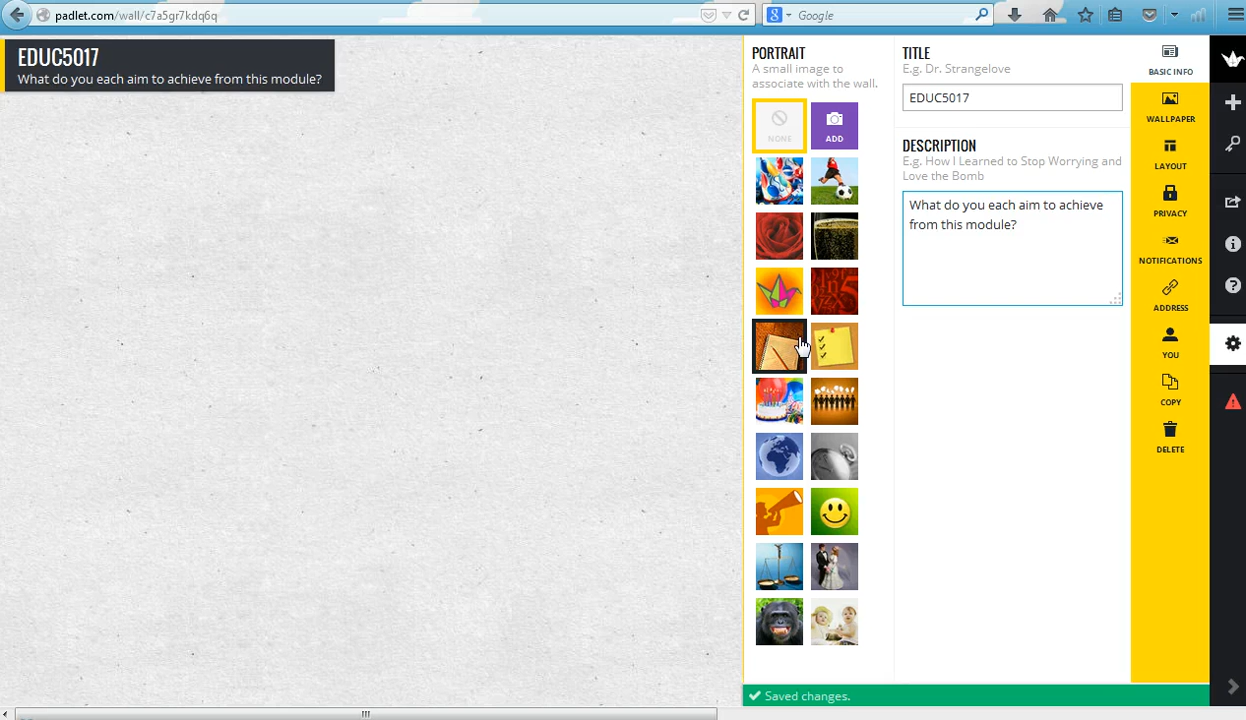 padlet.com/wall/c7a5gr7kdq6q
Google
EDUC5017
What do you each aim to achieve from this module?
PORTRAIT
A small image to
associate with the wall.
NONE
ADD
TITLE
E.g. Dr. Strangelove
EDUC5017
DESCRIPTION
E.g. How I Learned to Stop Worrying and
Love the Bomb
What do you each aim to achieve
from this module?
BASIC INFO
WALLPAPER
LAYOUT
PRIVACY
NOTIFICATIONS
ADDRESS
YOU
COPY
DELETE
Saved changes.